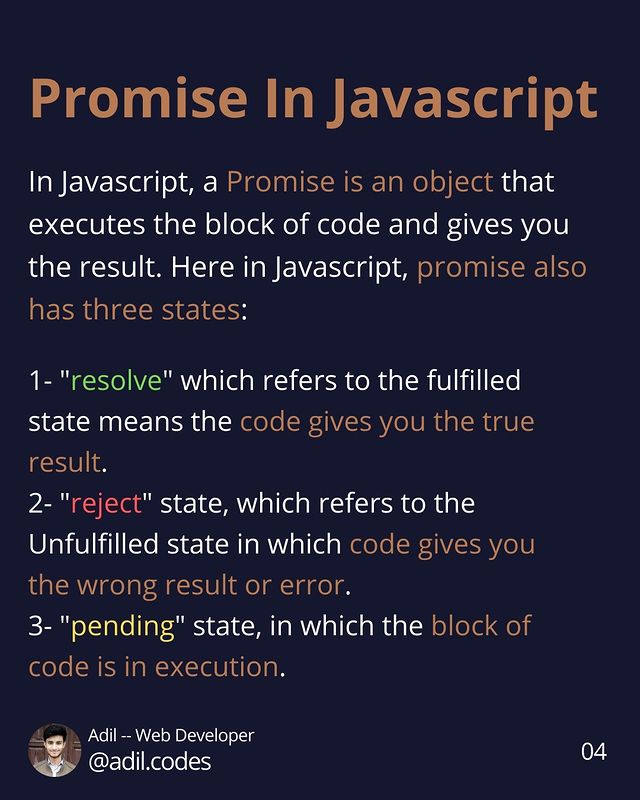 Promise In Javascript
In Javascript, a Promise is an object that
executes the block of code and gives you
the result. Here in Javascript, promise also
has three states:
1- "resolve" which refers to the fulfilled
state means the code gives you the true
result.
2- "reject" state, which refers to the
Unfulfilled state in which code gives you
the wrong result or error.
3- "pending" state, in which the block of
code is in execution.
Adil -- Web Developer
@adil.codes
04